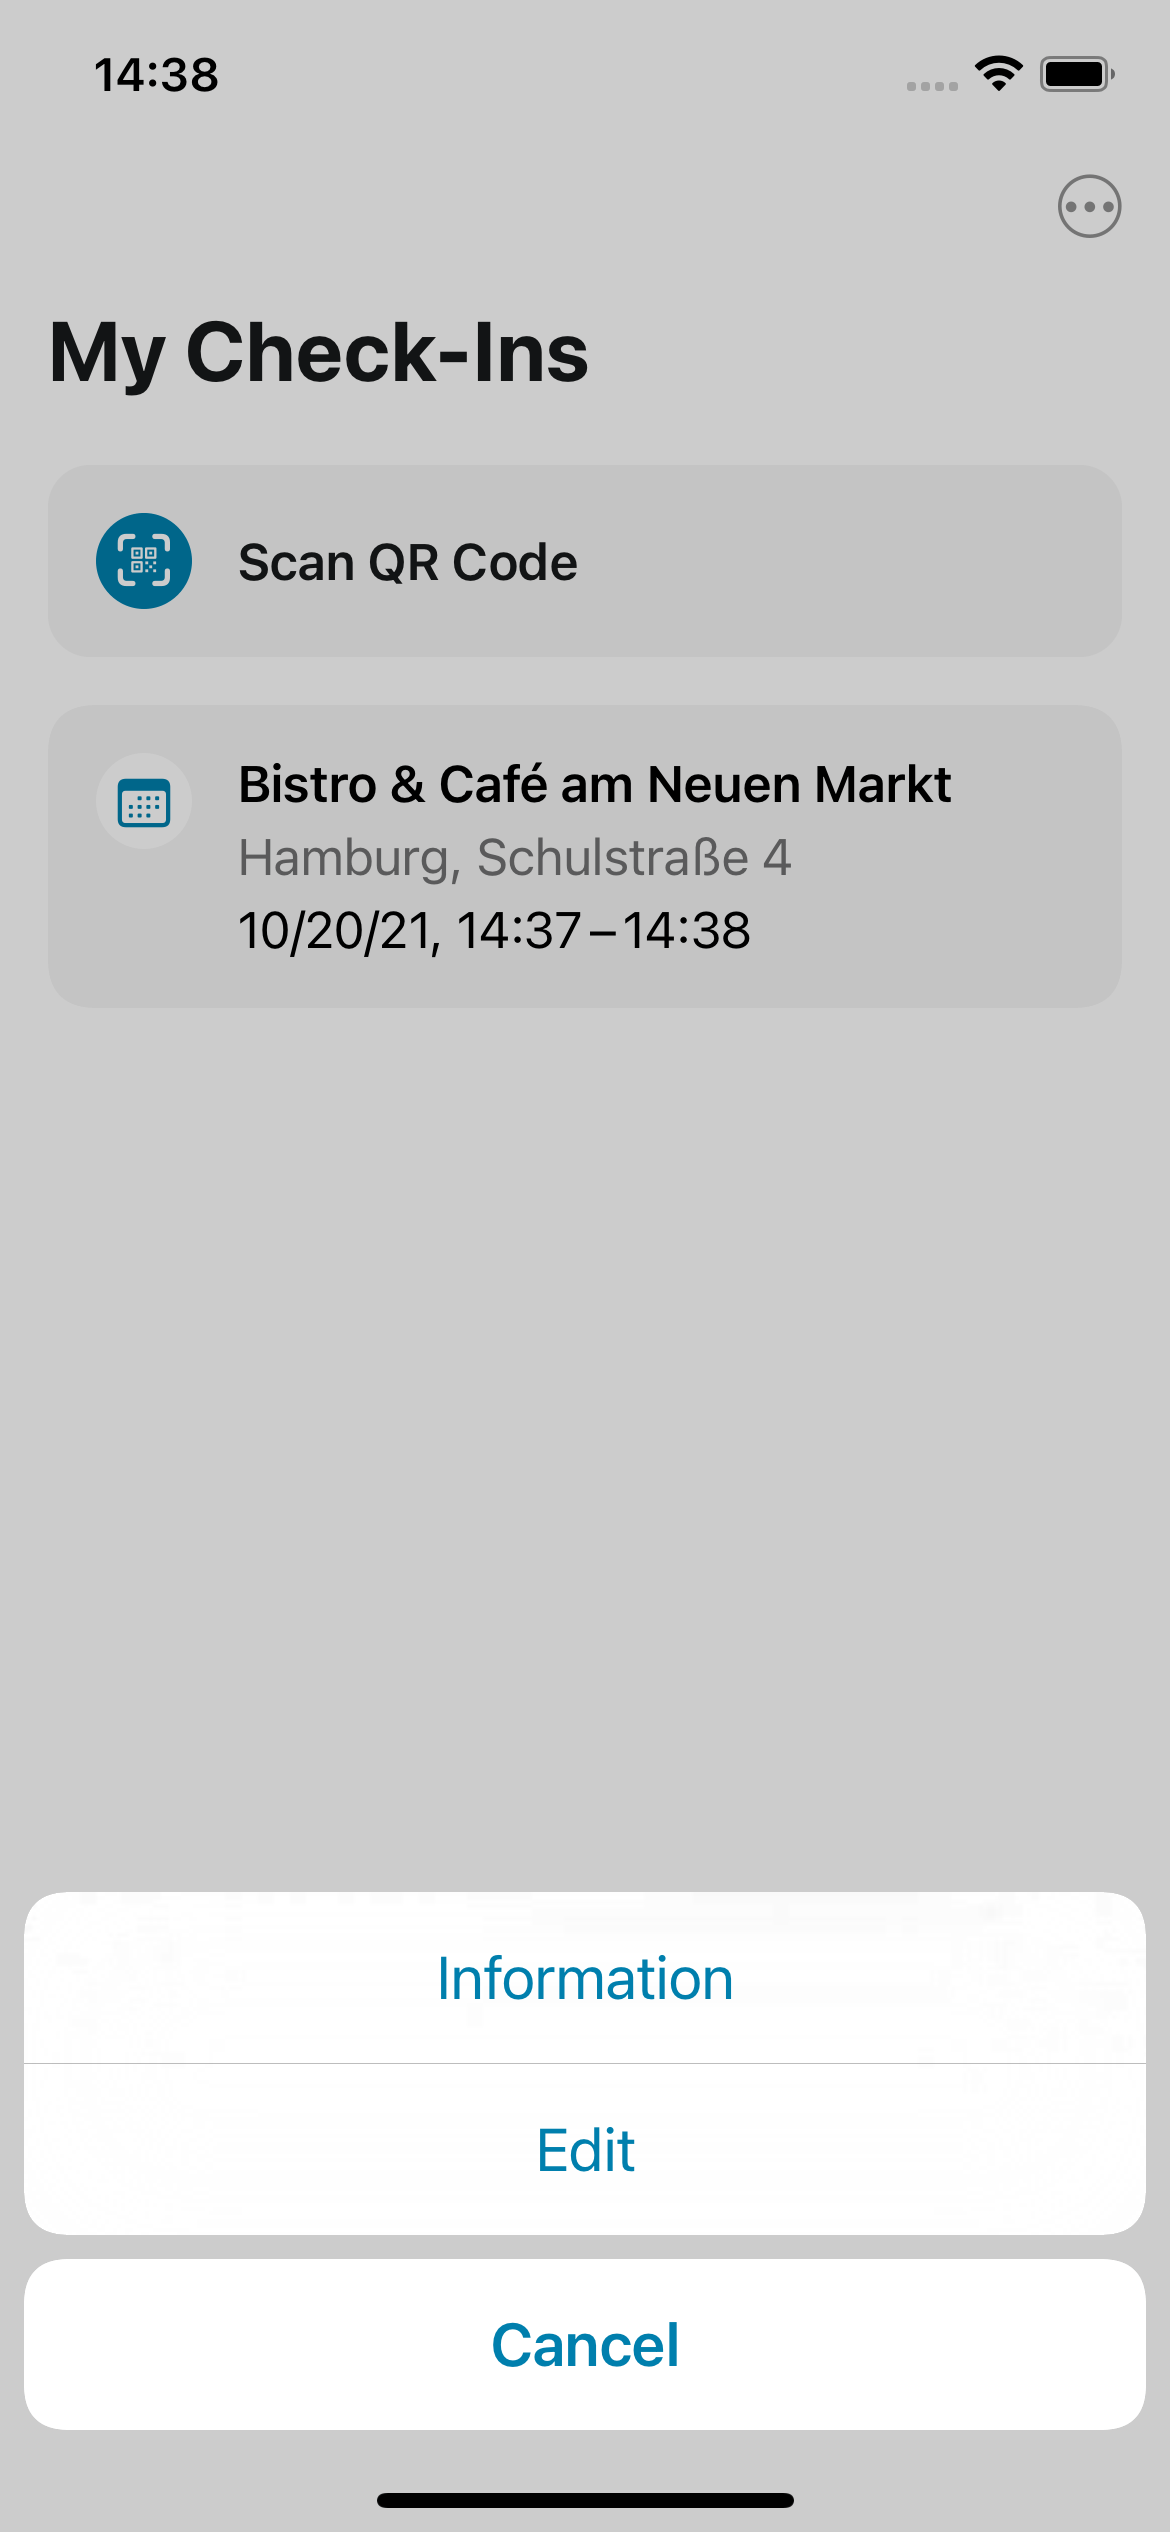 14:38
My Check-Ins
Scan QR Code
Bistro & Café am Neuen Markt
Hamburg, Schulstraße 4
10/20/21, 14:37 – 14:38
Information
Edit
Cancel